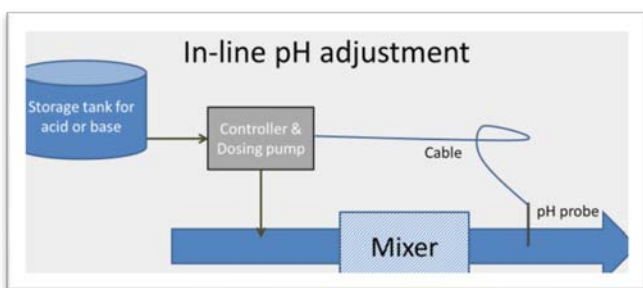 In-line pH adjustment
Storage tank for
acid or base
Controller &
Dosing pump
Cable
pH probe
Mixer